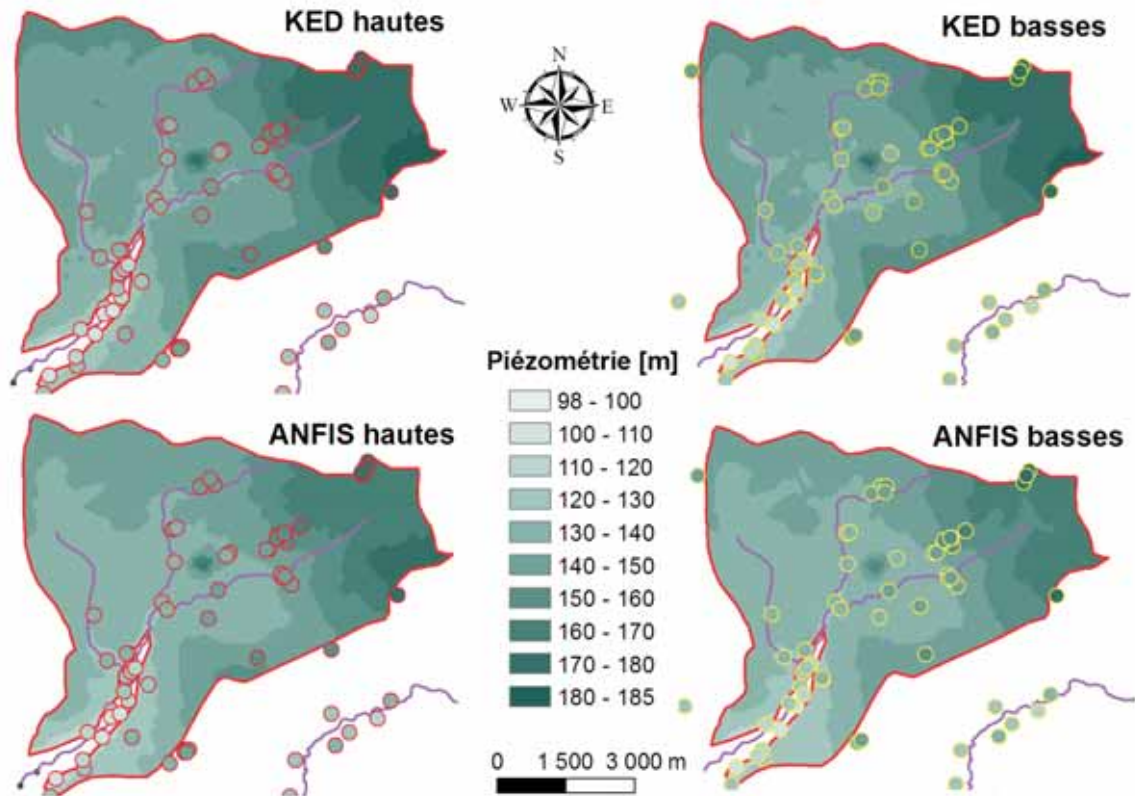 KED hautes
KED basses
N
W E
S
Piézométrie [m]
98 - 100
100 - 110
110 - 120
120 - 130
130 - 140
140 - 150
150 - 160
160 - 170
170 - 180
180 - 185
ANFIS hautes
ANFIS basses
0 1 500 3 000 m